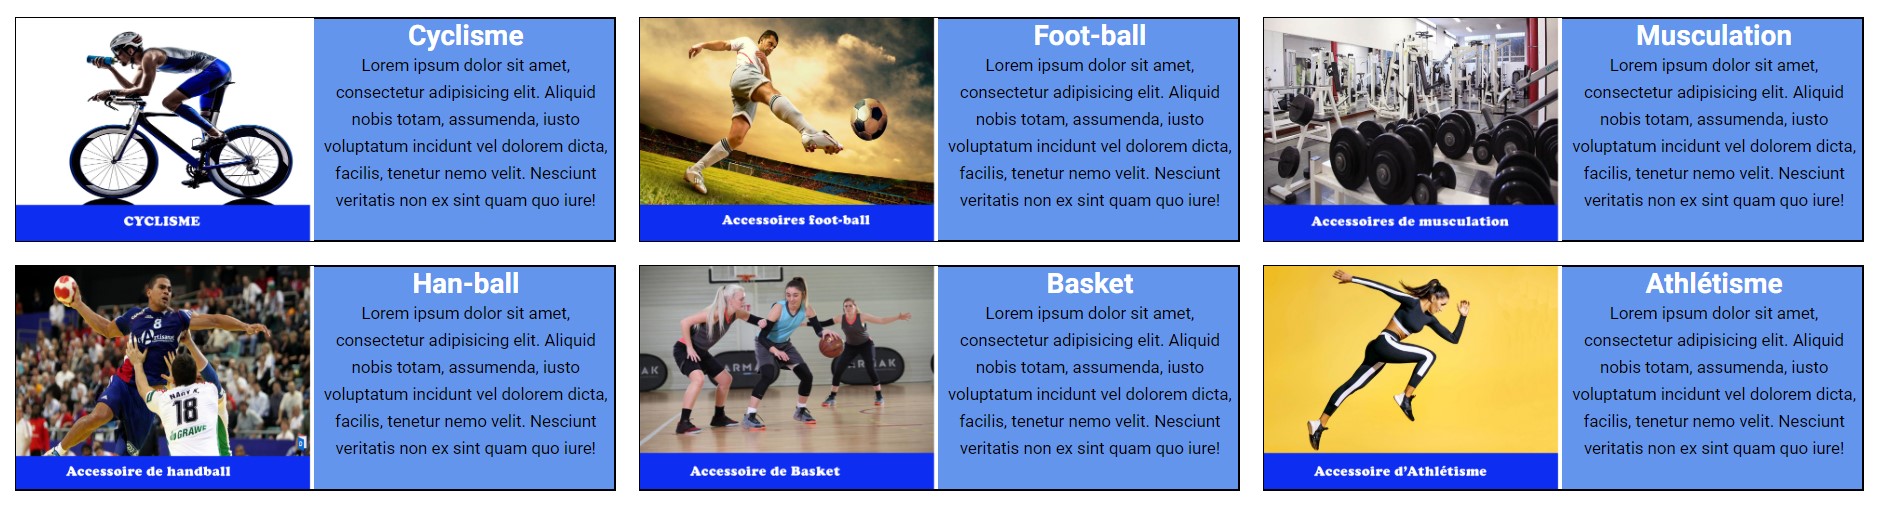 Cyclisme
Lorem ipsum dolor sit amet,
consectetur adipisicing elit. Aliquid
nobis totam, assumenda, iusto
voluptatum incidunt vel dolorem dicta,
facilis, tenetur nemo velit. Nesciunt
veritatis non ex sint quam quo iure!
CYCLISME
Foot-ball
Lorem ipsum dolor sit amet,
consectetur adipisicing elit. Aliquid
nobis totam, assumenda, iusto
voluptatum incidunt vel dolorem dicta,
facilis, tenetur nemo velit. Nesciunt
veritatis non ex sint quam quo iure!
Accessoires foot-ball
Musculation
Lorem ipsum dolor sit amet,
consectetur adipisicing elit. Aliquid
nobis totam, assumenda, iusto
voluptatum incidunt vel dolorem dicta,
facilis, tenetur nemo velit. Nesciunt
veritatis non ex sint quam quo iure!
Accessoires de musculation
Han-ball
Lorem ipsum dolor sit amet,
consectetur adipisicing elit. Aliquid
nobis totam, assumenda, iusto
voluptatum incidunt vel dolorem dicta,
facilis, tenetur nemo velit. Nesciunt
veritatis non ex sint quam quo iure!
8
Artisans
NAGY K.
18
GRAWE
Accessoire de handball
Basket
Lorem ipsum dolor sit amet,
consectetur adipisicing elit. Aliquid
nobis totam, assumenda, iusto
voluptatum incidunt vel dolorem dicta,
facilis, tenetur nemo velit. Nesciunt
veritatis non ex sint quam quo iure!
Accessoire de Basket
Athlétisme
Lorem ipsum dolor sit amet,
consectetur adipisicing elit. Aliquid
nobis totam, assumenda, iusto
voluptatum incidunt vel dolorem dicta,
facilis, tenetur nemo velit. Nesciunt
veritatis non ex sint quam quo iure!
Accessoire d'Athlétisme